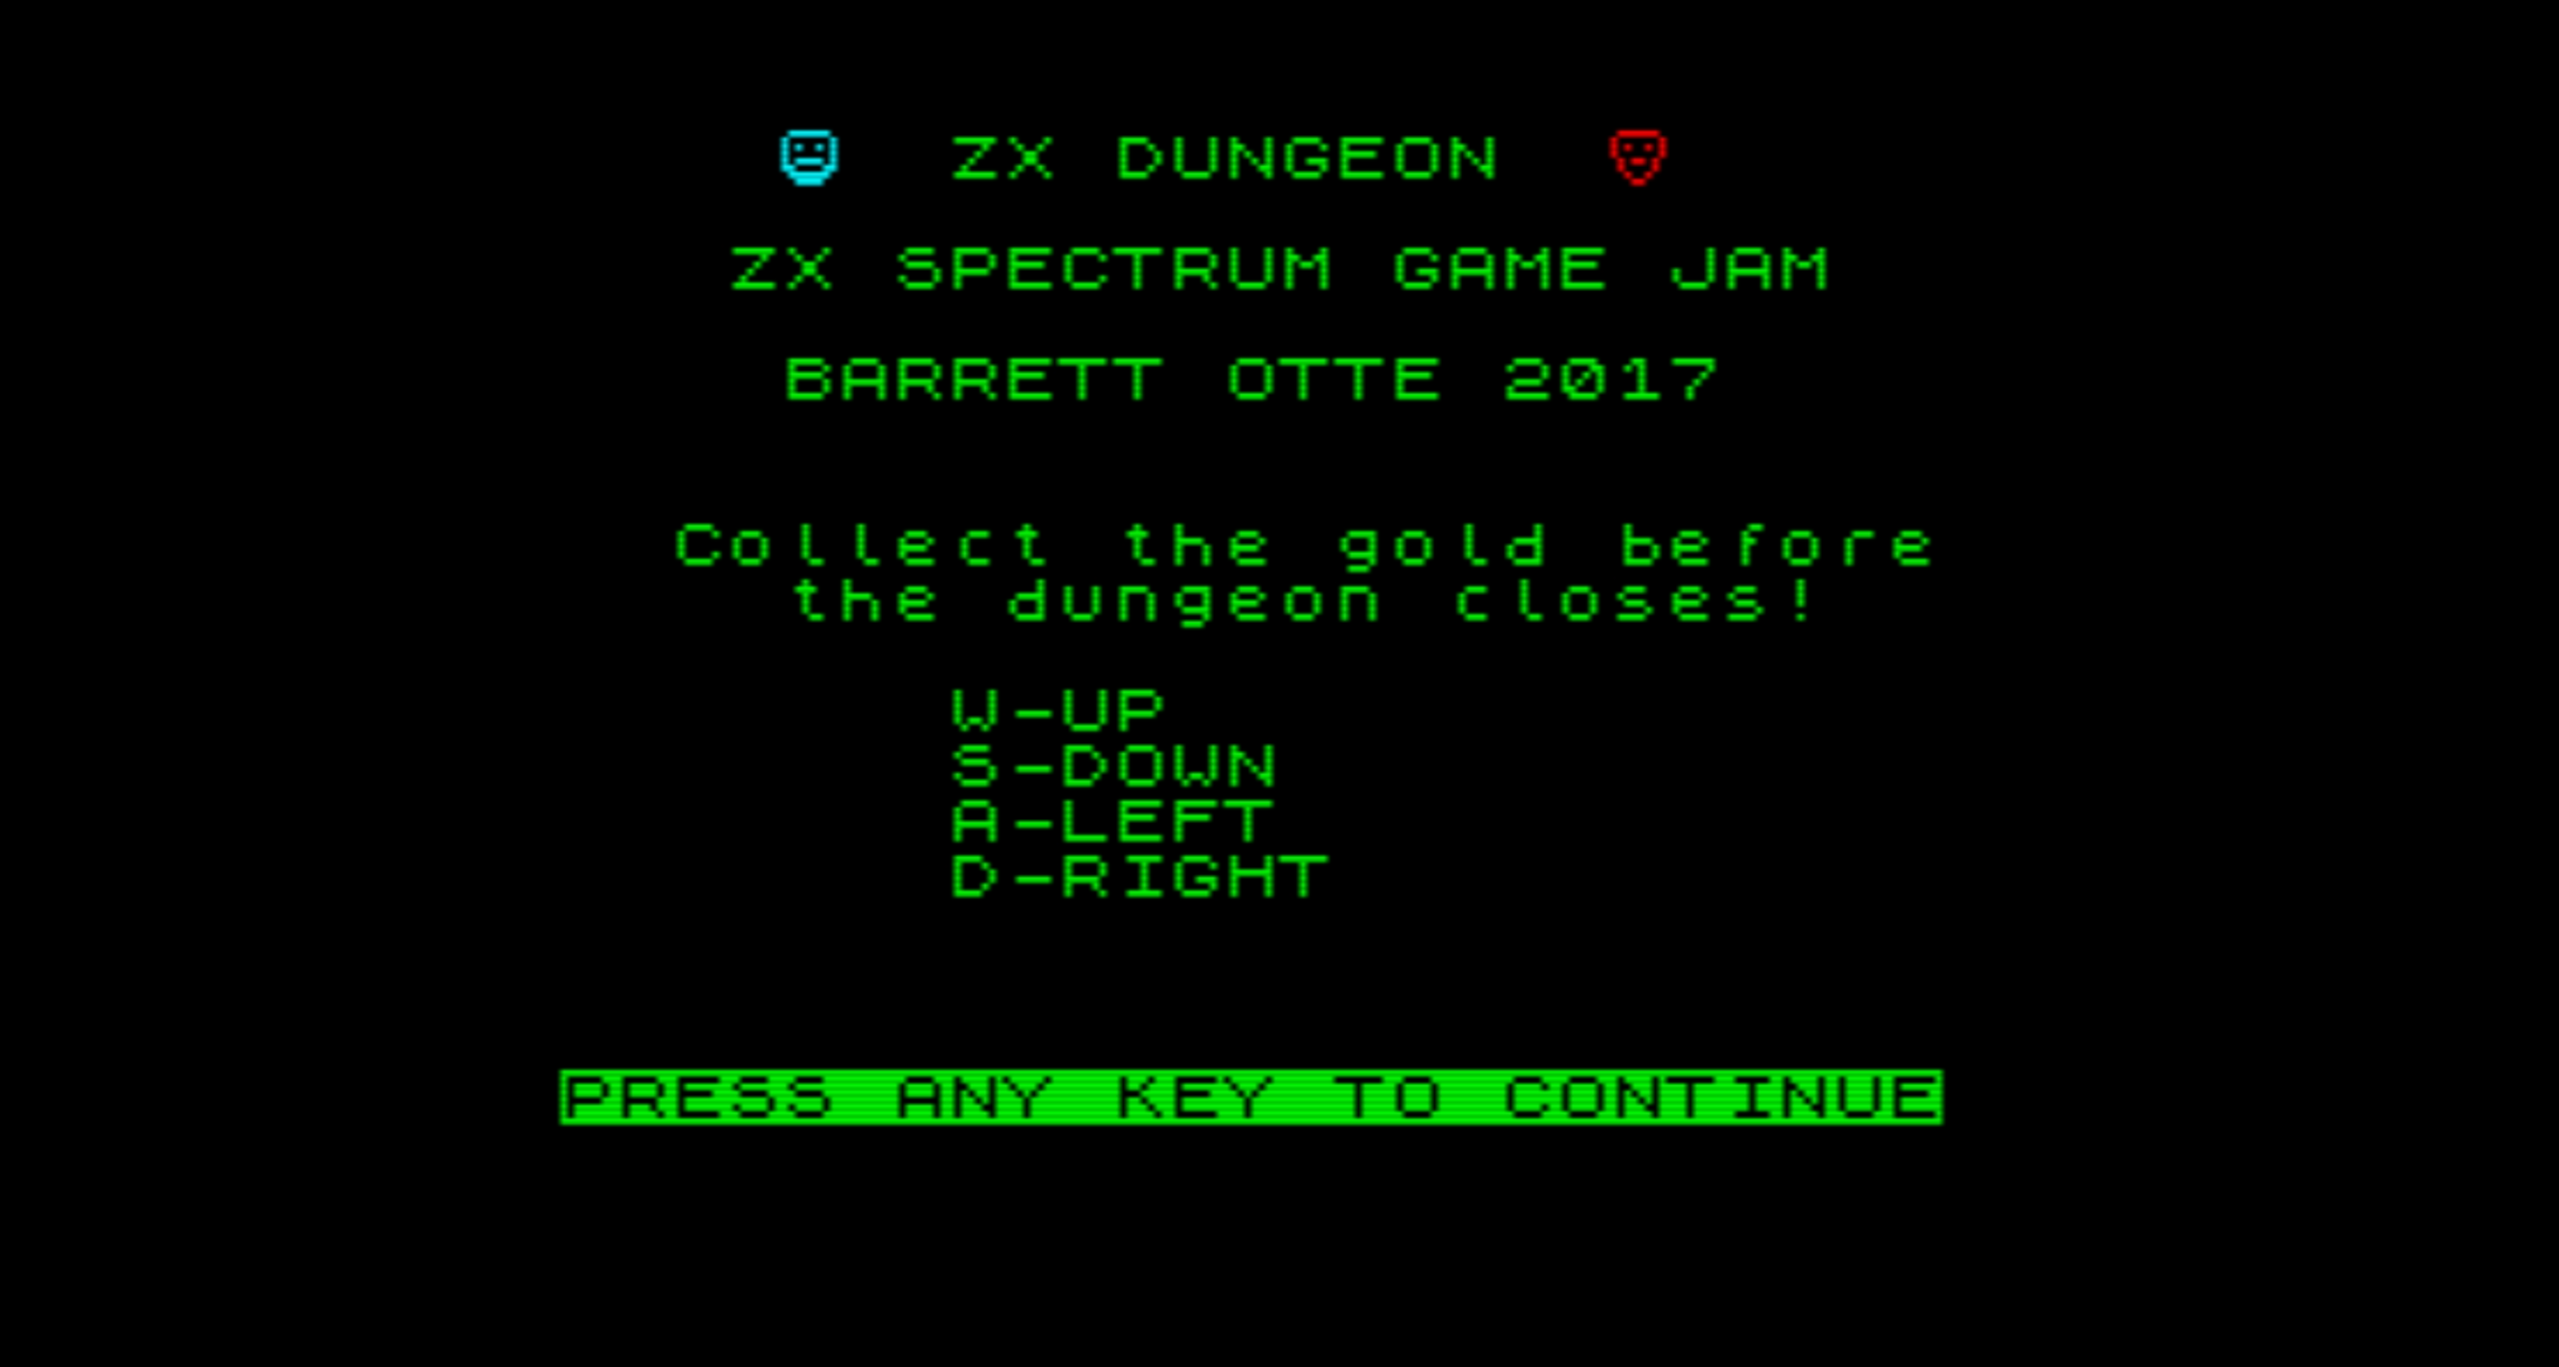 ZX DUNGEON
ZX SPECTRUM GAME JAM
BARRETT OTTE 2017
Collect the gold before
the dungeon closes!
W-UP
S-DOWN
A-LEFT
D-RIGHT
PRESS ANY KEY TO CONTINUE